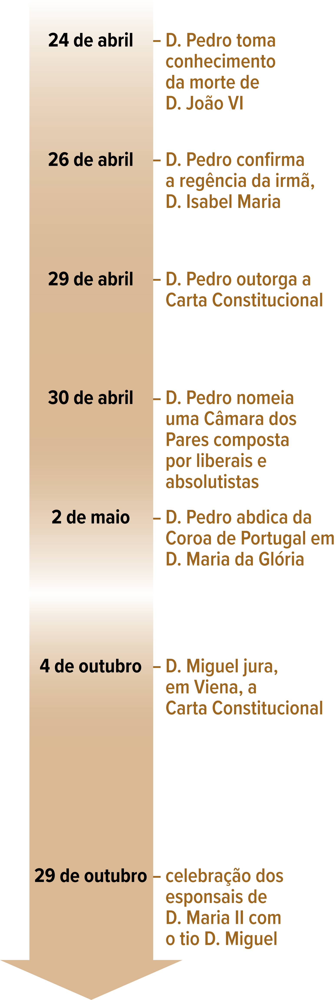 24 de abril – D. Pedro toma
conhecimento
da morte de
D. João VI
26 de abril – D. Pedro confirma
a regência da irmã,
D. Isabel Maria
29 de abril – D. Pedro outorga a
Carta Constitucional
30 de abril – D. Pedro nomeia
uma Câmara dos
Pares composta
por liberais e
absolutistas
2 de maio – D. Pedro abdica da
Coroa de Portugal em
D. Maria da Glória
4 de outubro – D. Miguel jura,
em Viena, a
Carta Constitucional
29 de outubro – celebração dos
esponsais de
D. Maria II com
o tio D. Miguel